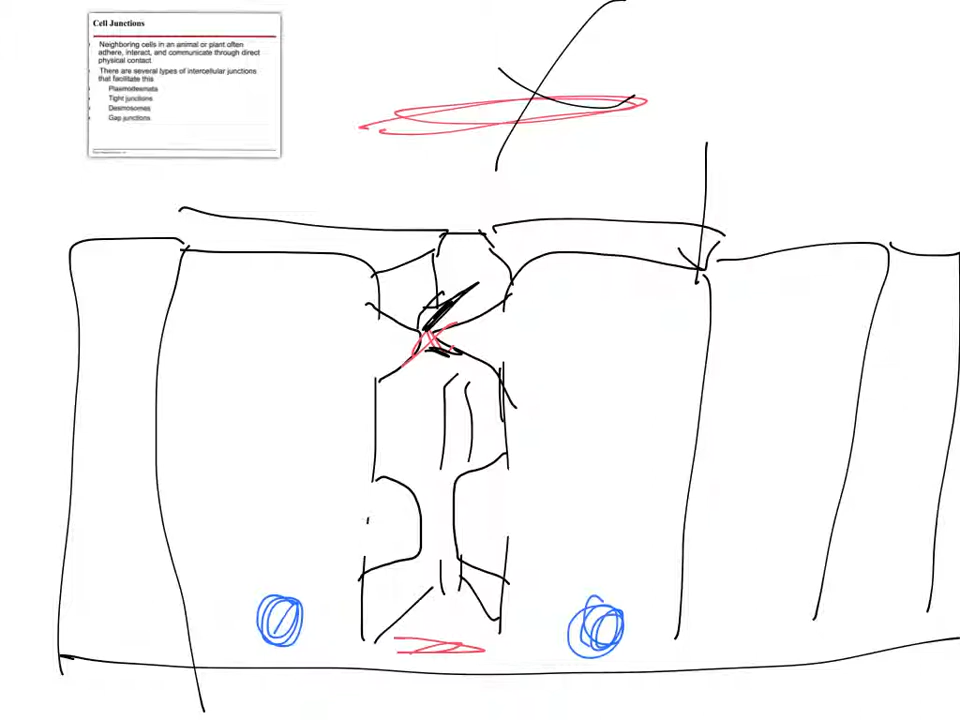 Cell Junctions
Neighboring cells in an animal or plant often
adhere, interact, and communicate through direct
physical contact
There are several types of intercellular junctions
that facilitate this
Plasmodesmata
Tight junctions
Desmosomes
Gap junctions